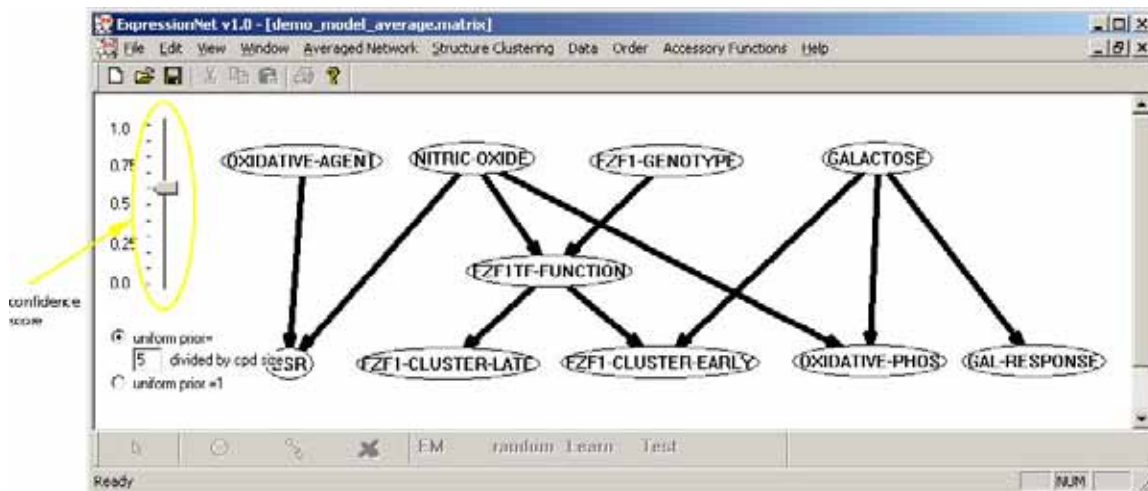 ExpressionNet v1.0 - [demo_model_average.matrix]
File Edit View Window Averaged Network Structure Clustering Data Order Accessory Functions Help
1.0
0.75
0.5
0.25
0.0
OXIDATIVE-AGENT NITRIC-OXIDE FZF1-GENOTYPE GALACTOSE
FZF1TF-FUNCTION
confidence
score
uniform prior=
5 divided by cpd size
uniform prior =1
ESR FZF1-CLUSTER-LATE FZF1-CLUSTER-EARLY OXIDATIVE-PHOS GAL-RESPONSE
EM random Learn Test
Ready NUM